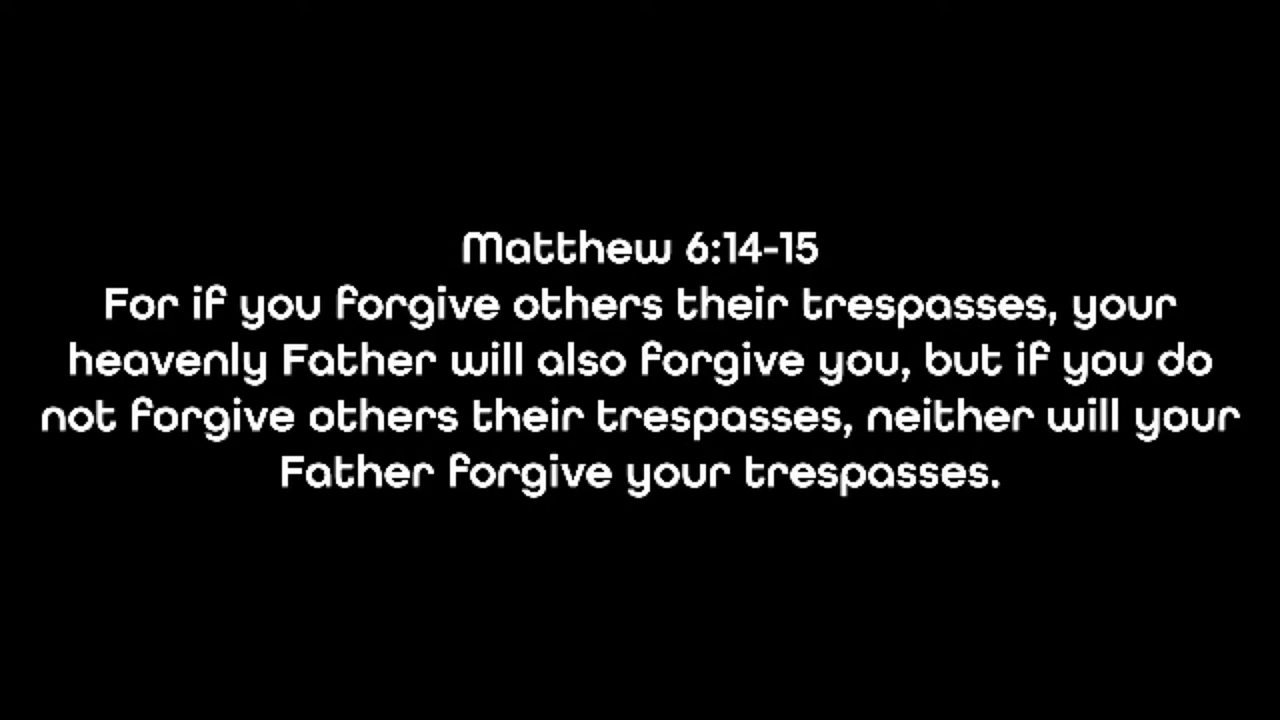 Matthew 6:14-15
For if you forgive others their trespasses, your
heavenly Father will also forgive you, but if you do
not forgive others their trespasses, neither will your
Father forgive your trespasses.